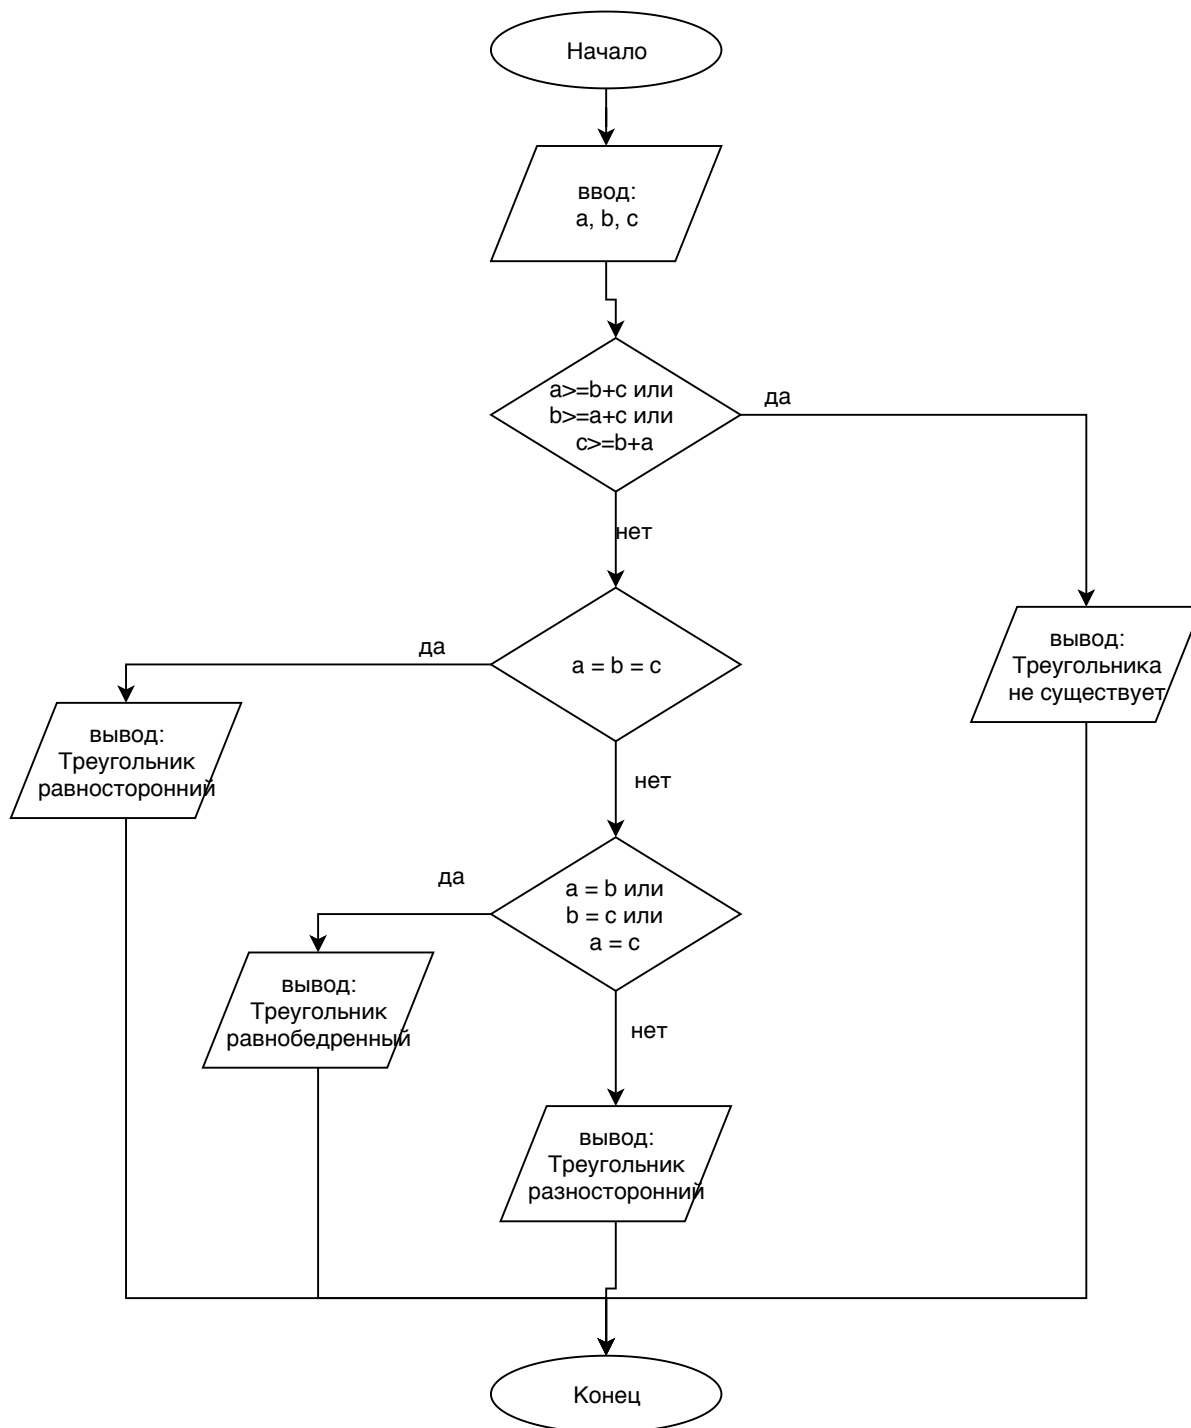 Начало
ввод:
a, b, c
a>=b+c или
b>=a+c или
c>=b+a
да
нет
a = b = c
да
вывод:
Треугольника
не существует
вывод:
Треугольник
равносторонний
нет
a = b или
b = c или
a = c
да
вывод:
Треугольник
равнобедренный
нет
вывод:
Треугольник
разносторонний
Конец